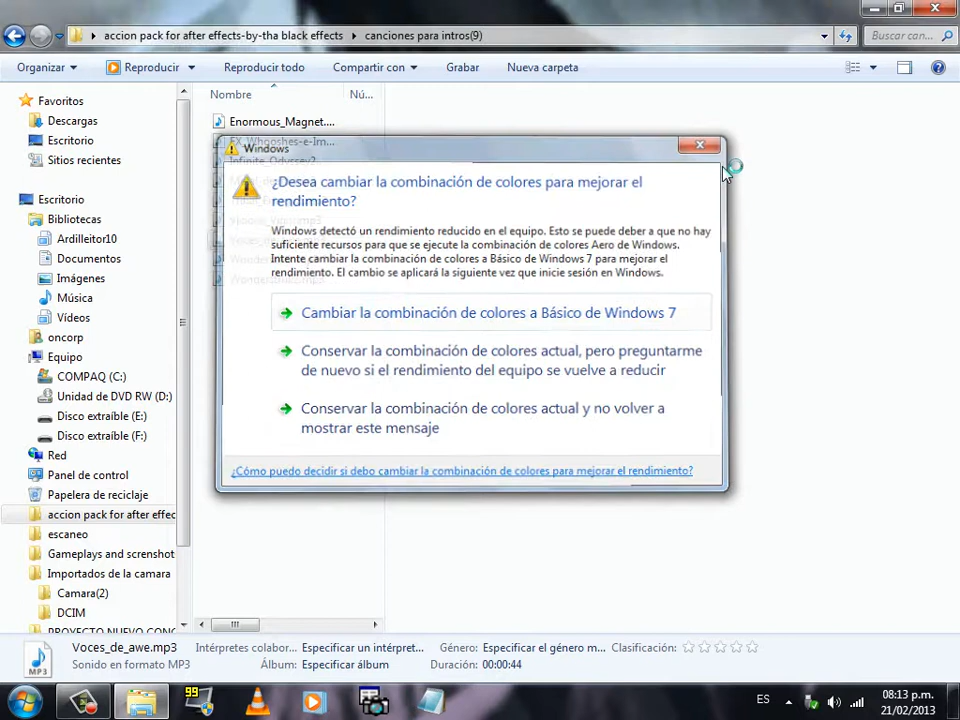 accion pack for after effects-by-tha black effects
canciones para intros(9)
Buscar can...
Organizar
Reproducir
Reproducir todo
Compartir con
Grabar
Nueva carpeta
Favoritos
Descargas
Escritorio
Sitios recientes
Escritorio
Bibliotecas
Ardilleitor10
Documentos
Imágenes
Música
Vídeos
oncorp
Equipo
COMPAQ (C:)
Unidad de DVD RW (D:)
Disco extraíble (E:)
Disco extraíble (F:)
Red
Panel de control
Papelera de reciclaje
accion pack for after effec
escaneo
Gameplays and screnshot
Importados de la camara
Camara(2)
DCIM
PROYECTO NUEVO CON
Nombre
Nú...
Enormous_Magnet....
FX_Whooshes-e-Im...
Windows
¿Desea cambiar la combinación de colores para mejorar el
rendimiento?
Windows detectó un rendimiento reducido en el equipo. Esto se puede deber a que no hay
suficiente recursos para que se ejecute la combinación de colores Aero de Windows.
Intente cambiar la combinación de colores a Básico de Windows 7 para mejorar el
rendimiento. El cambio se aplicará la siguiente vez que inicie sesión en Windows.
Cambiar la combinación de colores a Básico de Windows 7
Conservar la combinación de colores actual, pero preguntarme
de nuevo si el rendimiento del equipo se vuelve a reducir
Conservar la combinación de colores actual y no volver a
mostrar este mensaje
¿Cómo puedo decidir si debo cambiar la combinación de colores para mejorar el rendimiento?
Voces_de_awe.mp3
Sonido en formato MP3
Intérpretes colabor... Especificar un intérpret...
Álbum: Especificar álbum
Género: Especificar el género m...
Duración: 00:00:44
Clasificación:
MP3
99
ES
08:13 p.m.
21/02/2013